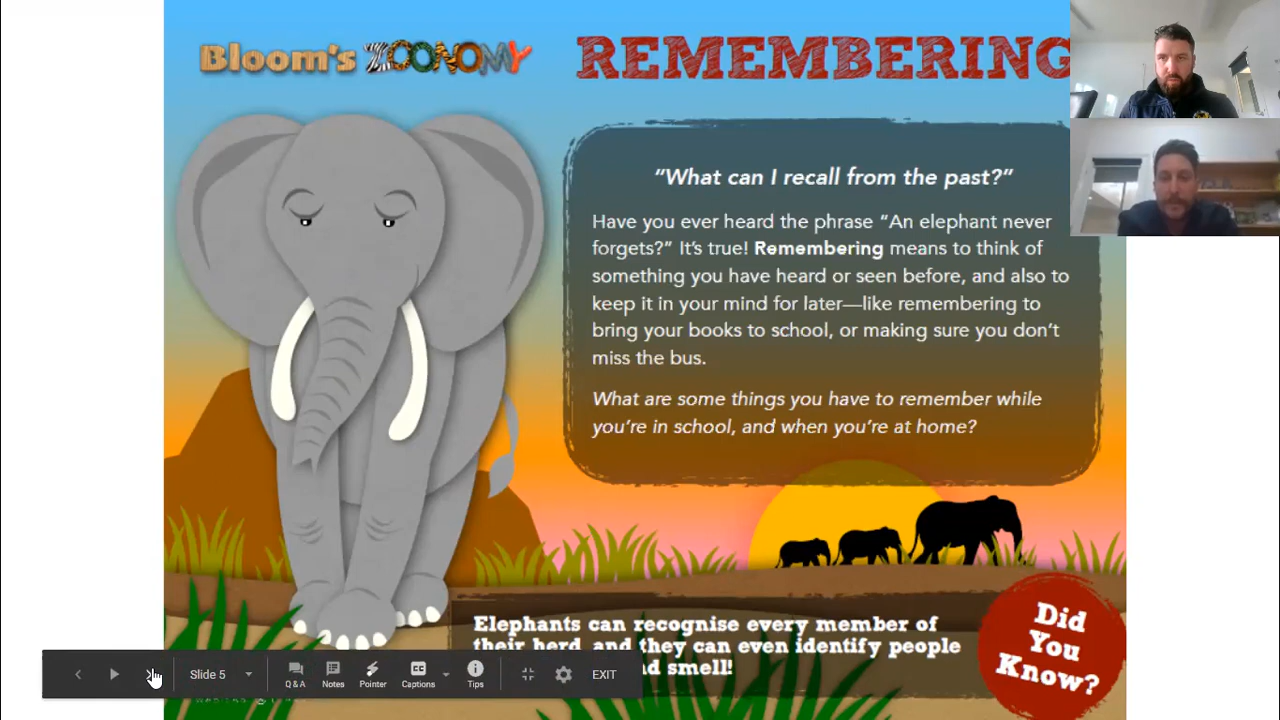 Bloom's ZOONOMY
REMEMBERING
“What can I recall from the past?”
Have you ever heard the phrase “An elephant never
forgets?” It’s true! Remembering means to think of
something you have heard or seen before, and also to
keep it in your mind for later—like remembering to
bring your books to school, or making sure you don’t
miss the bus.
What are some things you have to remember while
you’re in school, and when you’re at home?
Elephants can recognise every member of
their herd, and they can even identify people
smell!
Did
You
Know?
Slide 5
Q & A
Notes
Pointer
Captions
Tips
EXIT